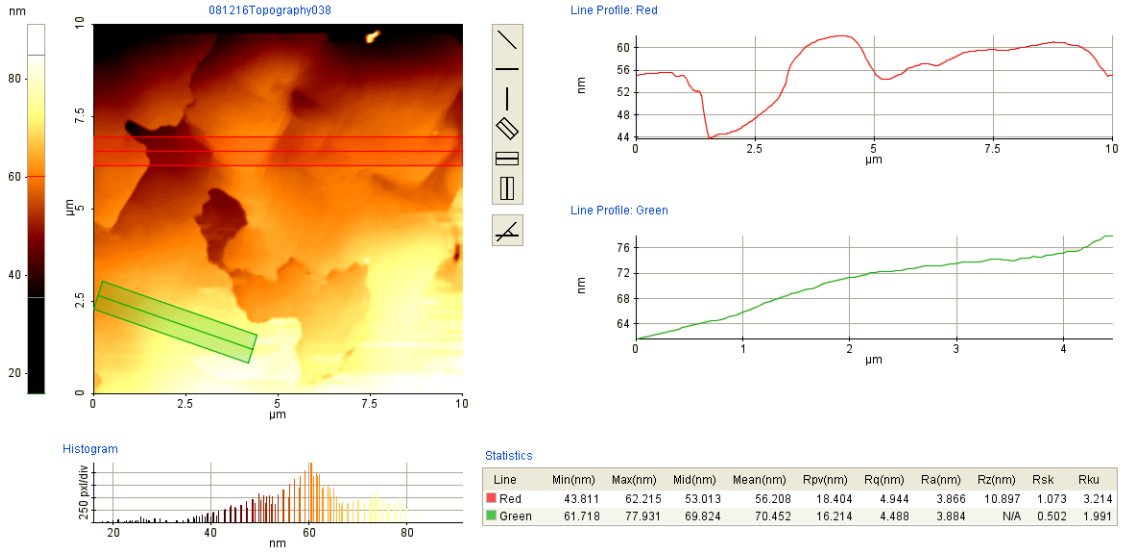 nm
80
60
40
20
081216Topography038
10
7.5
µm
5
2.5
0
0 2.5 5 7.5 10
µm
Line Profile: Red
60
56
52
48
44
nm
0 2.5 5 7.5 10
µm
Line Profile: Green
76
72
68
64
nm
0 1 2 3 4
µm
Histogram
250 pxl/div
20 40 60 80
nm
Statistics
Line Min(nm) Max(nm) Mid(nm) Mean(nm) Rpv(nm) Rq(nm) Ra(nm) Rz(nm) Rsk Rku
Red 43.811 62.215 53.013 56.208 18.404 4.944 3.866 10.897 1.073 3.214
Green 61.718 77.931 69.824 70.452 16.214 4.488 3.884 N/A 0.502 1.991